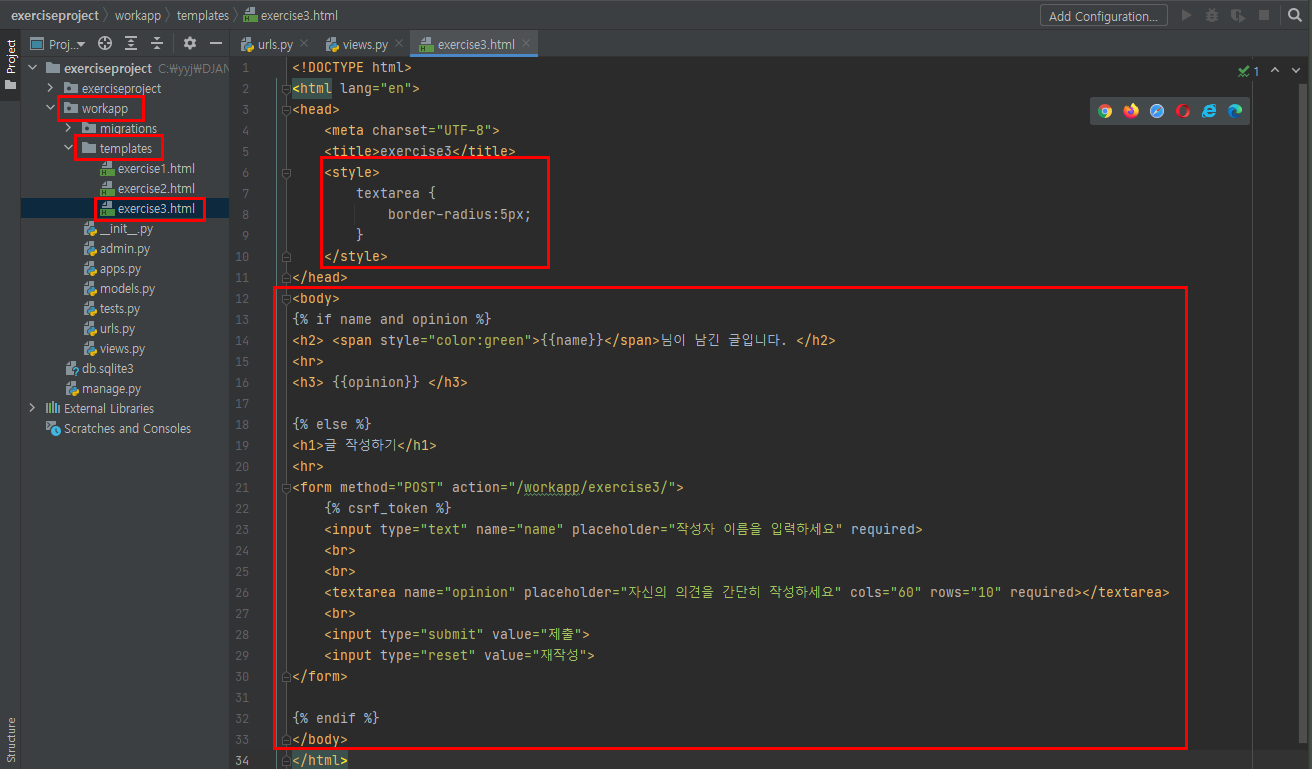 exerciseproject workapp templates exercise3.html
Add Configuration...
Project
Proj...
urls.py
views.py
exercise3.html
exerciseproject C:\yyj\DJAN
exerciseproject
workapp
migrations
templates
exercise1.html
exercise2.html
exercise3.html
__init__.py
admin.py
apps.py
models.py
tests.py
urls.py
views.py
db.sqlite3
manage.py
External Libraries
Scratches and Consoles
Structure
1
1 <!DOCTYPE html>
2 <html lang="en">
3 <head>
4     <meta charset="UTF-8">
5     <title>exercise3</title>
6     <style>
7         textarea {
8             border-radius:5px;
9         }
10     </style>
11 </head>
12 <body>
13 {% if name and opinion %}
14 <h2> <span style="color:green">{{name}}</span>님이 남긴 글입니다. </h2>
15 <hr>
16 <h3> {{opinion}} </h3>
17
18 {% else %}
19 <h1>글 작성하기</h1>
20 <hr>
21 <form method="POST" action="/workapp/exercise3/">
22     {% csrf_token %}
23     <input type="text" name="name" placeholder="작성자 이름을 입력하세요" required>
24     <br>
25     <br>
26     <textarea name="opinion" placeholder="자신의 의견을 간단히 작성하세요" cols="60" rows="10" required></textarea>
27     <br>
28     <input type="submit" value="제출">
29     <input type="reset" value="재작성">
30 </form>
31
32 {% endif %}
33 </body>
34 </html>